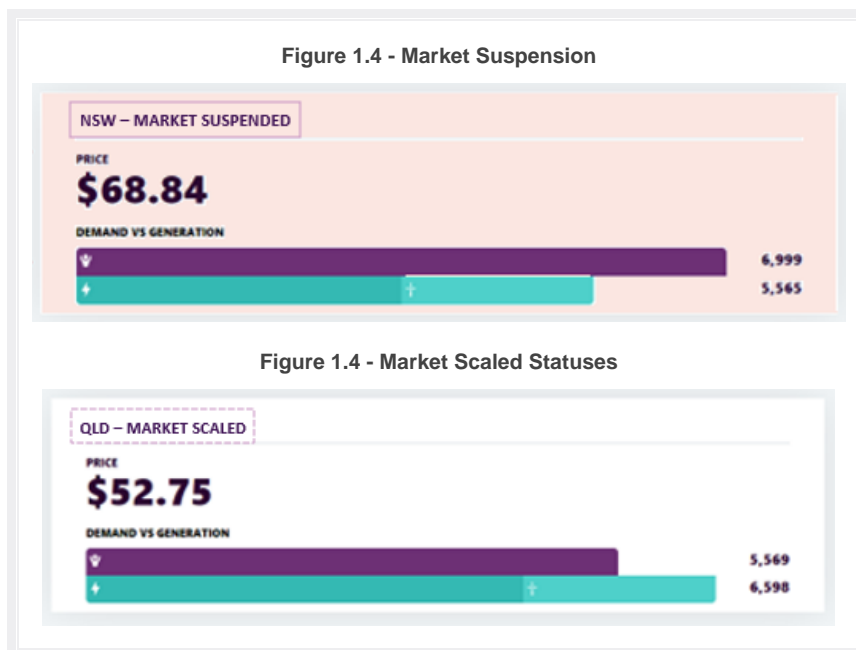 Figure 1.4 - Market Suspension
NSW – MARKET SUSPENDED
PRICE
$68.84
DEMAND VS GENERATION
6,999
5,565
Figure 1.4 - Market Scaled Statuses
QLD – MARKET SCALED
PRICE
$52.75
DEMAND VS GENERATION
5,569
6,598